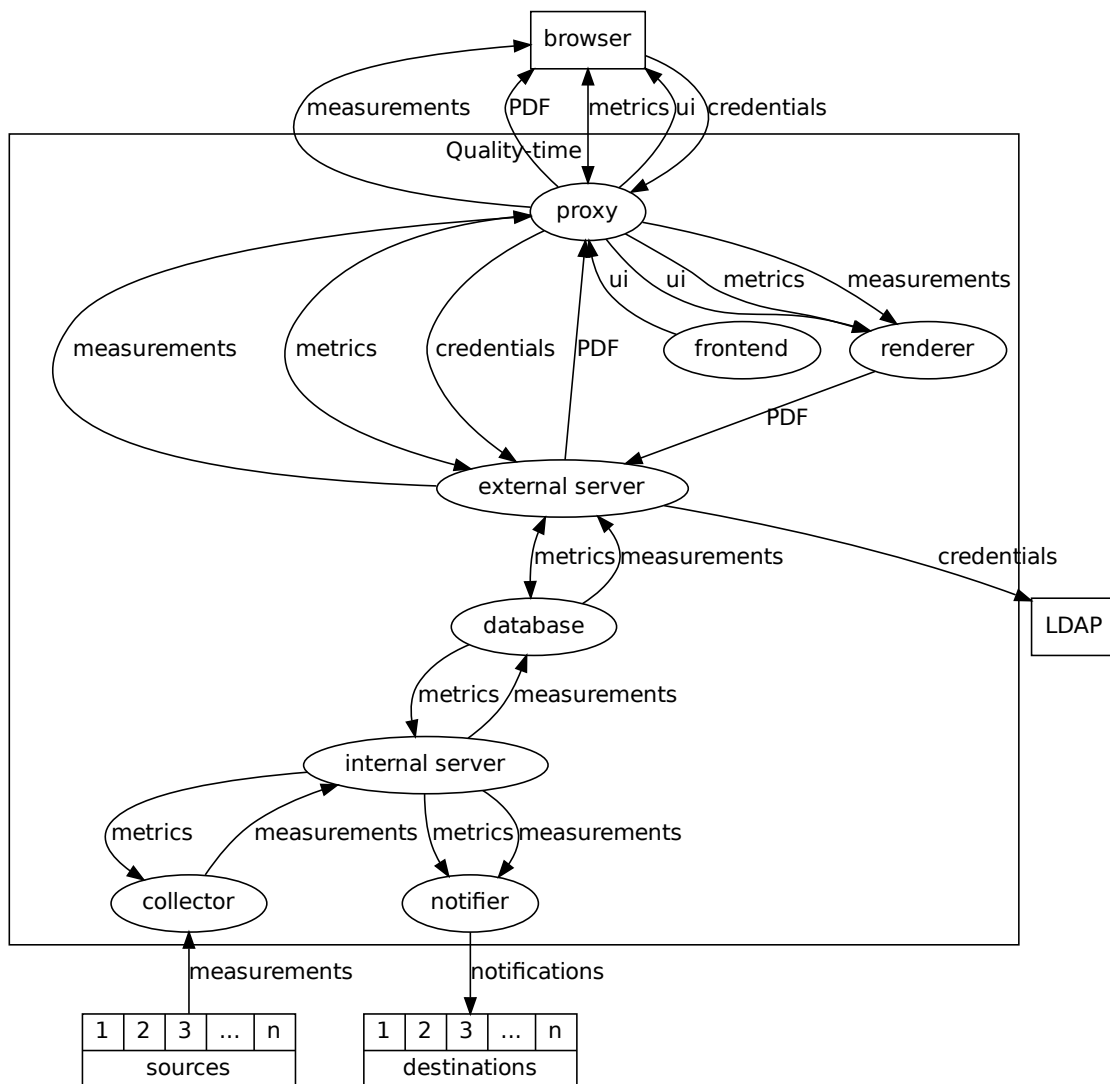 browser
measurements
PDF
metrics
ui
credentials
Quality-time
proxy
ui
ui
metrics
measurements
measurements
metrics
credentials
PDF
frontend
renderer
PDF
external server
metrics
measurements
credentials
database
LDAP
metrics
measurements
internal server
metrics
measurements
metrics
measurements
collector
notifier
measurements
notifications
1 2 3 ... n
sources
1 2 3 ... n
destinations